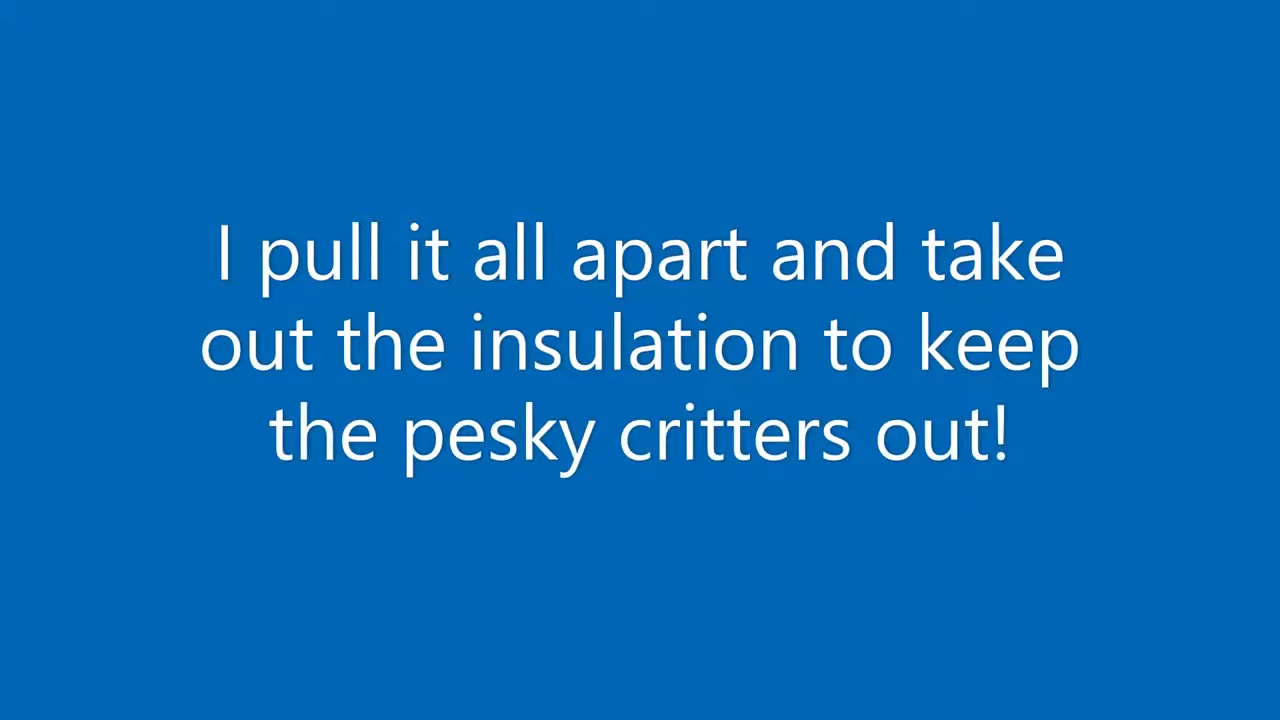 I pull it all apart and take
out the insulation to keep
the pesky critters out!